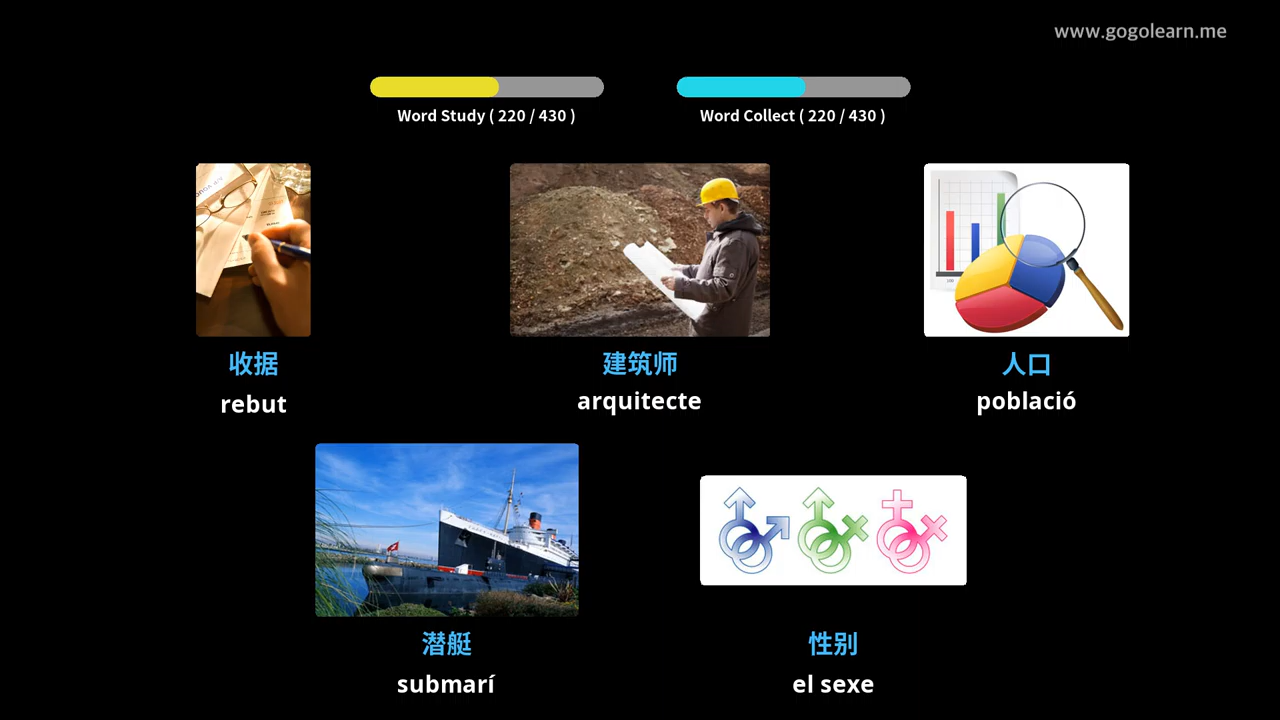 www.gogolearn.me
Word Study ( 220 / 430 )
Word Collect ( 220 / 430 )
收据
建筑师
人口
rebut
arquitecte
població
潜艇
性别
submarí
el sexe